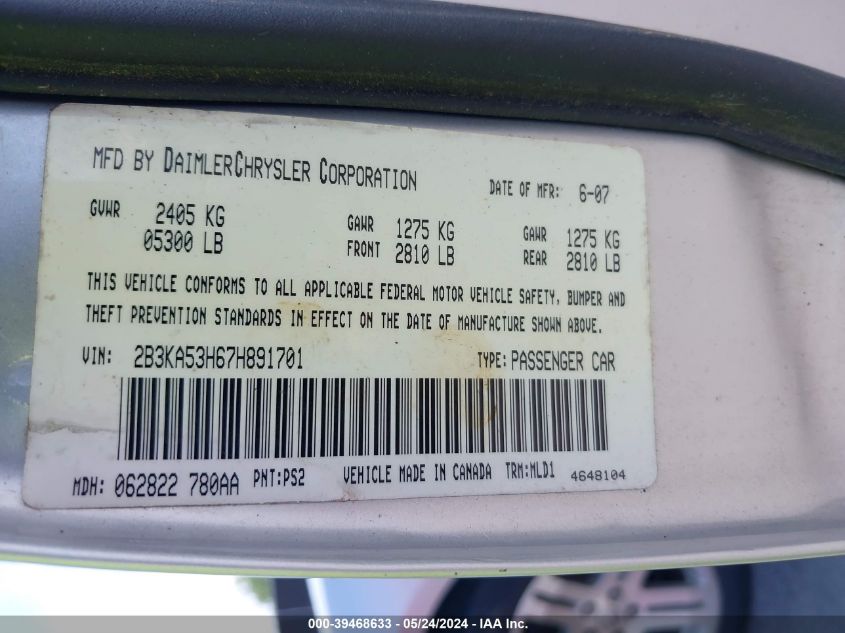 MFD BY DAIMLERCHRYSLER CORPORATION DATE OF MFR: 6-07
GVWR 2405 KG GAWR 1275 KG GAWR 1275 KG
05300 LB FRONT 2810 LB REAR 2810 LB
THIS VEHICLE CONFORMS TO ALL APPLICABLE FEDERAL MOTOR VEHICLE SAFETY, BUMPER AND
THEFT PREVENTION STANDARDS IN EFFECT ON THE DATE OF MANUFACTURE SHOWN ABOVE.
VIN: 2B3KA53H67H891701 TYPE: PASSENGER CAR
MDH: 062822 780AA PNT:PS2 VEHICLE MADE IN CANADA TRM:MLD1 4648104
000-39468633 - 05/24/2024 - IAAI.com